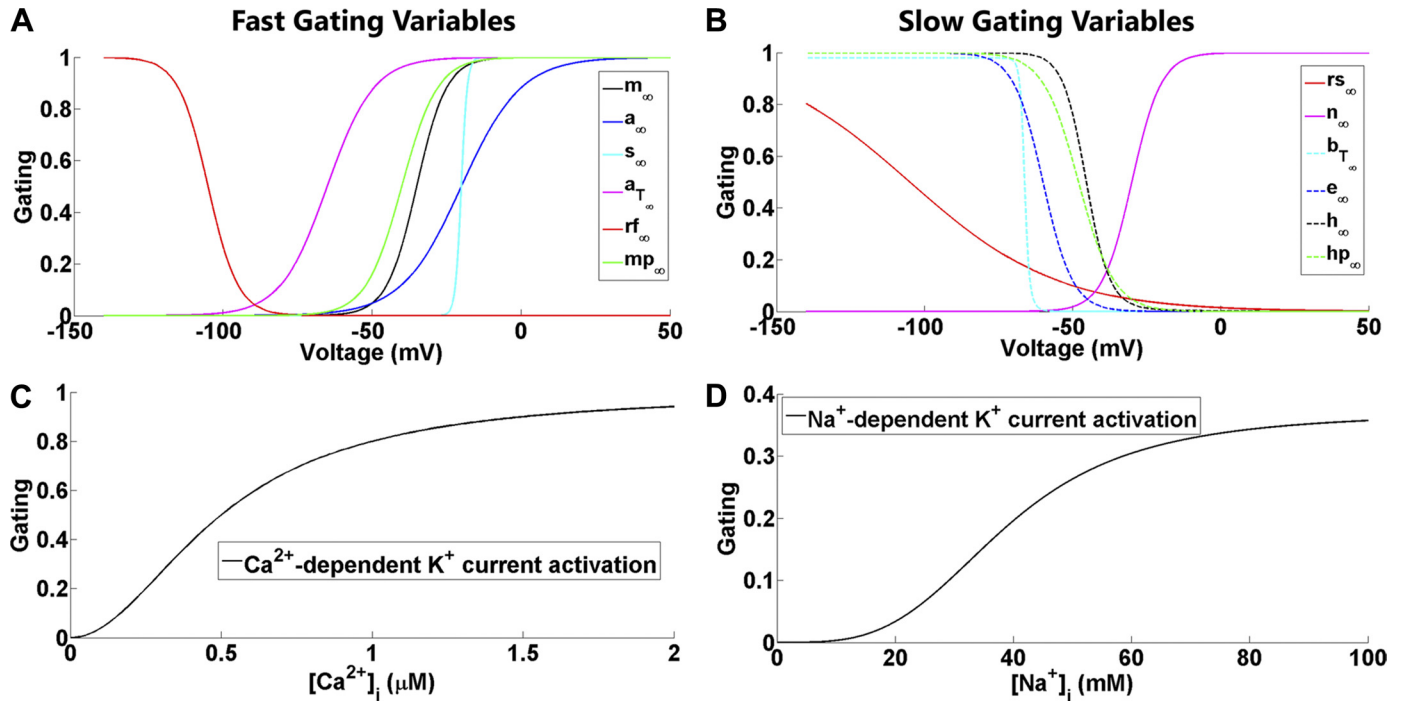 A
Fast Gating Variables
1
0.8
0.6
0.4
0.2
0
Gating
-150
-100
-50
0
50
Voltage (mV)
m∞
a∞
s∞
aT∞
rf∞
mp∞
B
Slow Gating Variables
1
0.8
0.6
0.4
0.2
0
Gating
-150
-100
-50
0
50
Voltage (mV)
rs∞
n∞
bT∞
e∞
h∞
hp∞
C
1
0.8
0.6
0.4
0.2
0
Gating
Ca2+-dependent K+ current activation
0
0.5
1
1.5
2
[Ca2+]i (μM)
D
0.4
0.3
0.2
0.1
0
Gating
Na+-dependent K+ current activation
0
20
40
60
80
100
[Na+]i (mM)